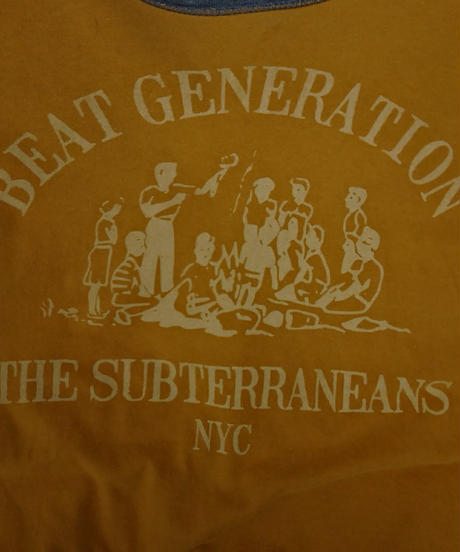 BEAT GENERATION
THE SUBTERRANEANS
NYC